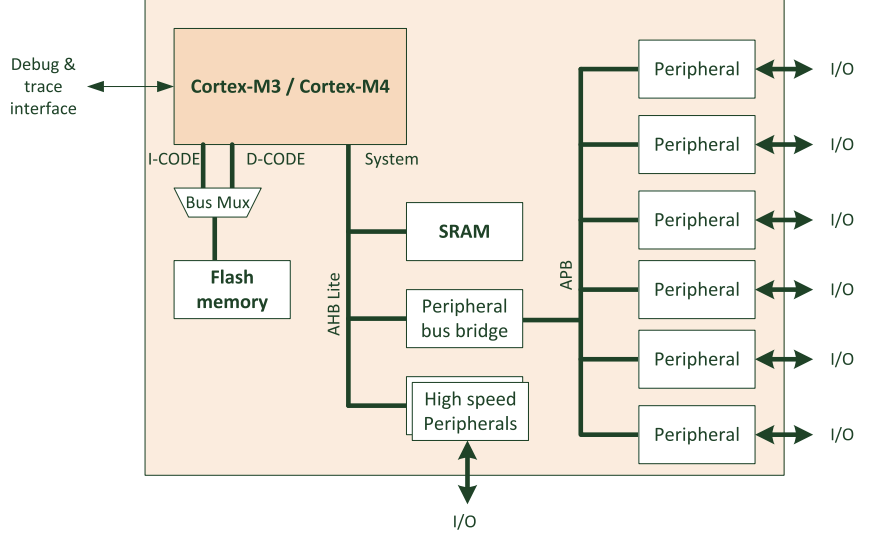 Debug &
trace
interface
Cortex-M3 / Cortex-M4
I-CODE
D-CODE
System
Bus Mux
Flash
memory
AHB Lite
SRAM
Peripheral
bus bridge
High speed
Peripherals
I/O
APB
Peripheral
I/O
Peripheral
I/O
Peripheral
I/O
Peripheral
I/O
Peripheral
I/O
Peripheral
I/O